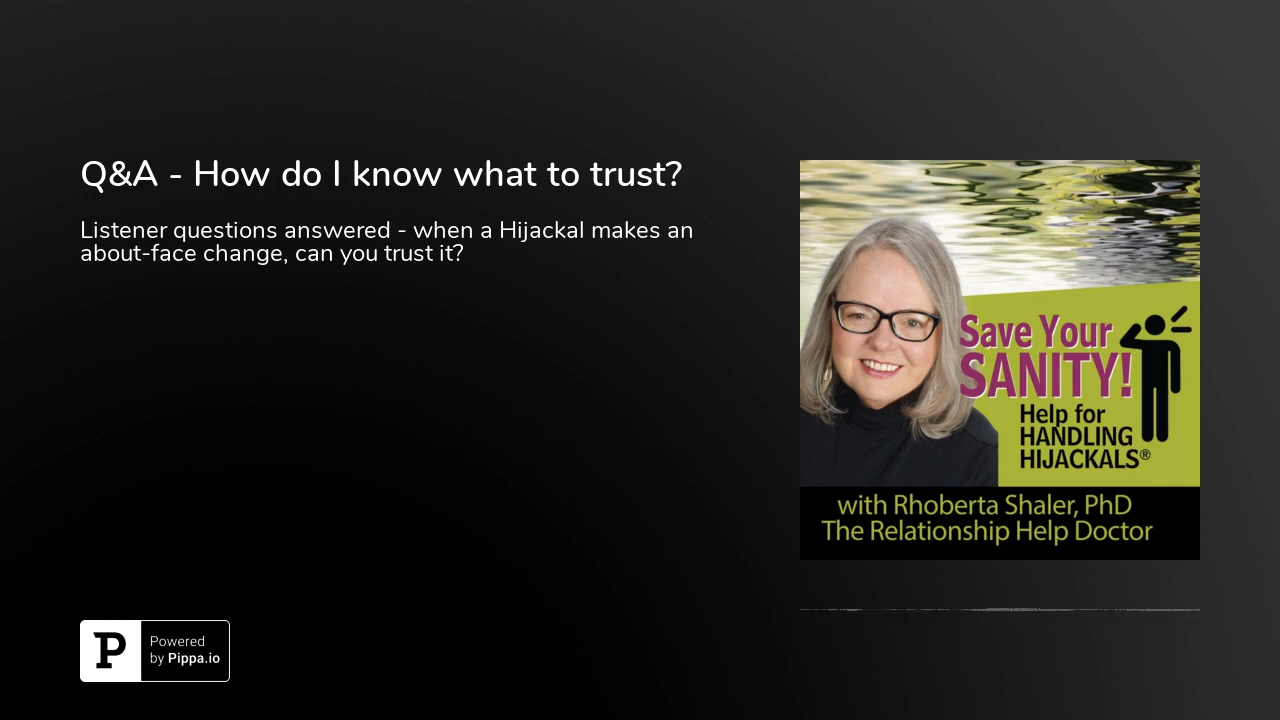 Q&A - How do I know what to trust?
Listener questions answered - when a Hijackal makes an
about-face change, can you trust it?
Save Your
SANITY!
Help for
HANDLING
HIJACKALS®
with Rhoberta Shaler, PhD
The Relationship Help Doctor
P
Powered
by Pippa.io